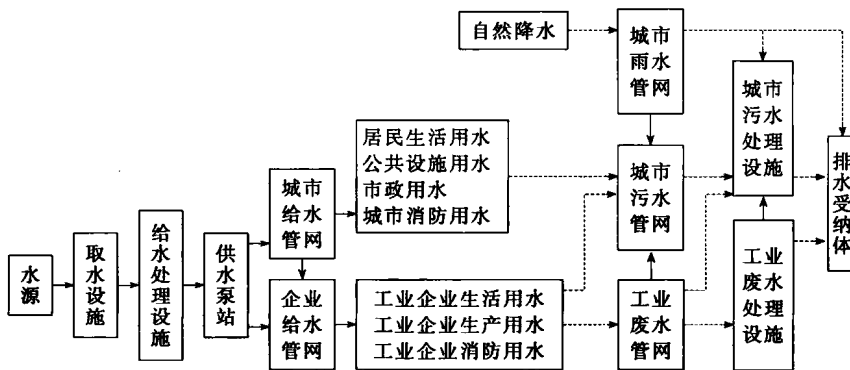 自然降水
城市
雨水
管网
城市
污水
处理
设施
居民生活用水
公共设施用水
市政用水
城市消防用水
城市
给水
管网
城市
污水
管网
排水受纳体
水源
取水设施
给水处理设施
供水泵站
企业
给水
管网
工业企业生活用水
工业企业生产用水
工业企业消防用水
工业
废水
管网
工业
废水
处理
设施